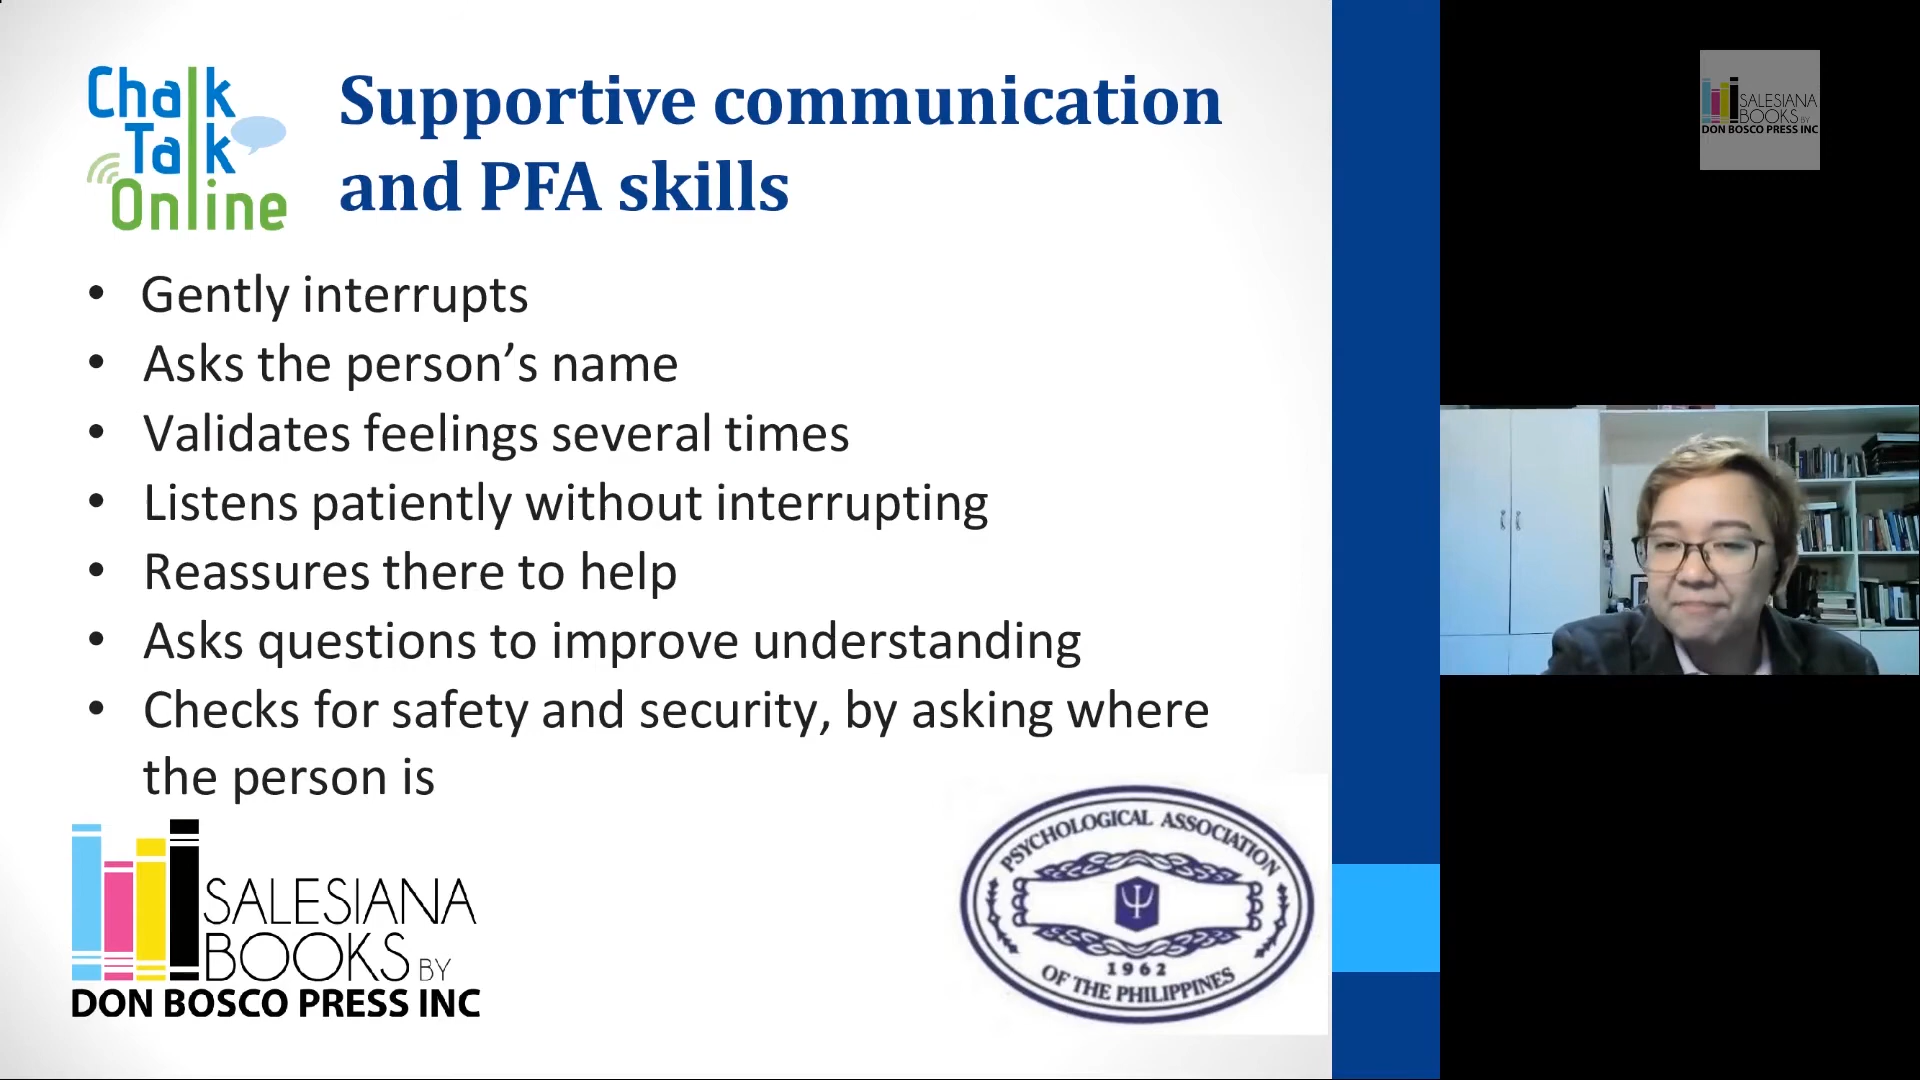 Chalk
Talk
Online
Supportive communication
and PFA skills
• Gently interrupts
• Asks the person’s name
• Validates feelings several times
• Listens patiently without interrupting
• Reassures there to help
• Asks questions to improve understanding
• Checks for safety and security, by asking where
the person is
SALESIANA
BOOKS BY
DON BOSCO PRESS INC
PSYCHOLOGICAL ASSOCIATION
Ψ
1962
OF THE PHILIPPINES
SALESIANA
BOOKS BY
DON BOSCO PRESS INC